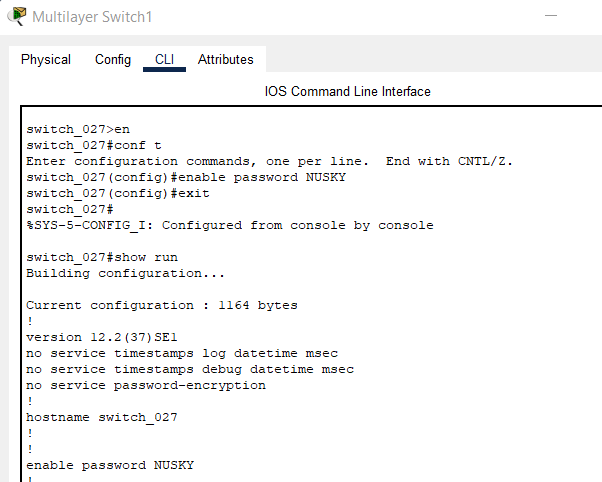 Multilayer Switch1
Physical Config CLI Attributes
IOS Command Line Interface
switch_027>en
switch_027#conf t
Enter configuration commands, one per line.  End with CNTL/Z.
switch_027(config)#enable password NUSKY
switch_027(config)#exit
switch_027#
%SYS-5-CONFIG_I: Configured from console by console
switch_027#show run
Building configuration...
Current configuration : 1164 bytes
!
version 12.2(37)SE1
no service timestamps log datetime msec
no service timestamps debug datetime msec
no service password-encryption
!
hostname switch_027
!
!
enable password NUSKY
!